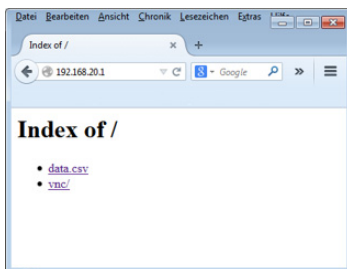 Datei Bearbeiten Ansicht Chronik Lesezeichen Extras
Index of /
192.168.20.1
Google
Index of /
data.csv
vnc/